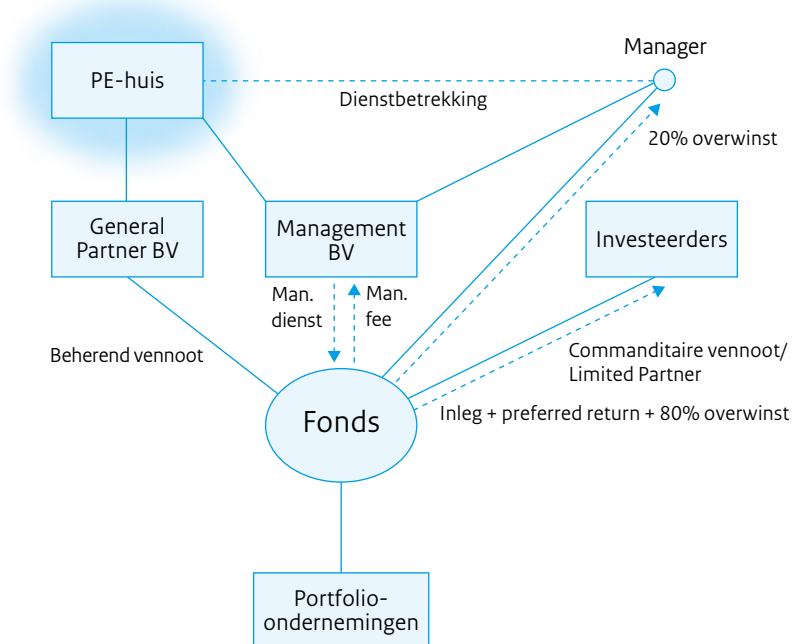 Manager
PE-huis
Dienstbetrekking
20% overwinst
General
Partner BV
Management
BV
Investeerders
Man.
dienst
Man.
fee
Beherend vennoot
Commanditaire vennoot/
Limited Partner
Inleg + preferred return + 80% overwinst
Fonds
Portfolio-
ondernemingen